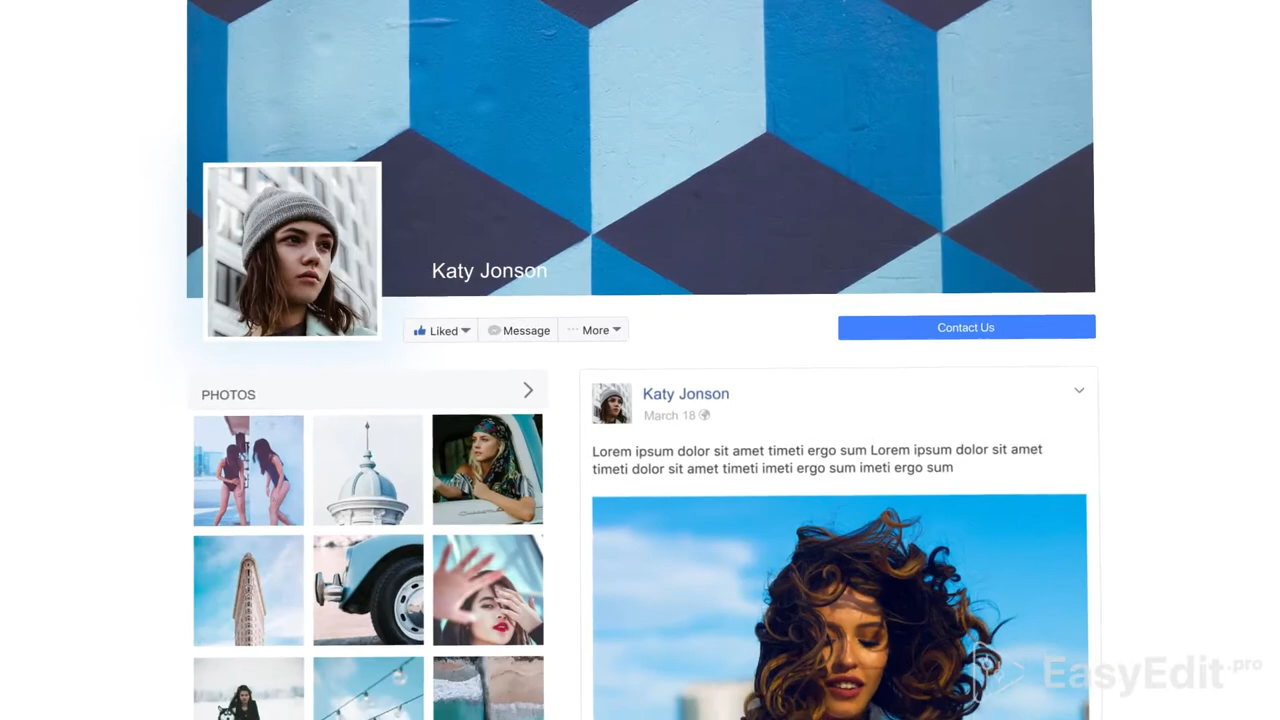 Katy Jonson
Liked
Message
··· More
Contact Us
PHOTOS
Katy Jonson
March 18
Lorem ipsum dolor sit amet timeti ergo sum Lorem ipsum dolor sit amet
timeti dolor sit amet timeti imeti ergo sum imeti ergo sum
EasyEdit.pro